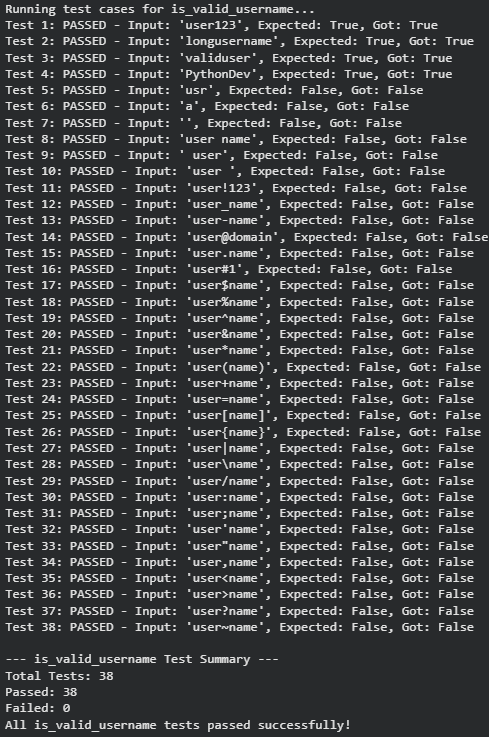 Running test cases for is_valid_username...
Test 1: PASSED - Input: 'user123', Expected: True, Got: True
Test 2: PASSED - Input: 'longusername', Expected: True, Got: True
Test 3: PASSED - Input: 'validuser', Expected: True, Got: True
Test 4: PASSED - Input: 'PythonDev', Expected: True, Got: True
Test 5: PASSED - Input: 'usr', Expected: False, Got: False
Test 6: PASSED - Input: 'a', Expected: False, Got: False
Test 7: PASSED - Input: '', Expected: False, Got: False
Test 8: PASSED - Input: 'user name', Expected: False, Got: False
Test 9: PASSED - Input: ' user', Expected: False, Got: False
Test 10: PASSED - Input: 'user ', Expected: False, Got: False
Test 11: PASSED - Input: 'user!123', Expected: False, Got: False
Test 12: PASSED - Input: 'user_name', Expected: False, Got: False
Test 13: PASSED - Input: 'user-name', Expected: False, Got: False
Test 14: PASSED - Input: 'user@domain', Expected: False, Got: False
Test 15: PASSED - Input: 'user.name', Expected: False, Got: False
Test 16: PASSED - Input: 'user#1', Expected: False, Got: False
Test 17: PASSED - Input: 'user$name', Expected: False, Got: False
Test 18: PASSED - Input: 'user%name', Expected: False, Got: False
Test 19: PASSED - Input: 'user^name', Expected: False, Got: False
Test 20: PASSED - Input: 'user&name', Expected: False, Got: False
Test 21: PASSED - Input: 'user*name', Expected: False, Got: False
Test 22: PASSED - Input: 'user(name)', Expected: False, Got: False
Test 23: PASSED - Input: 'user+name', Expected: False, Got: False
Test 24: PASSED - Input: 'user=name', Expected: False, Got: False
Test 25: PASSED - Input: 'user[name]', Expected: False, Got: False
Test 26: PASSED - Input: 'user{name}', Expected: False, Got: False
Test 27: PASSED - Input: 'user|name', Expected: False, Got: False
Test 28: PASSED - Input: 'user\name', Expected: False, Got: False
Test 29: PASSED - Input: 'user/name', Expected: False, Got: False
Test 30: PASSED - Input: 'user:name', Expected: False, Got: False
Test 31: PASSED - Input: 'user;name', Expected: False, Got: False
Test 32: PASSED - Input: 'user'name', Expected: False, Got: False
Test 33: PASSED - Input: 'user"name', Expected: False, Got: False
Test 34: PASSED - Input: 'user,name', Expected: False, Got: False
Test 35: PASSED - Input: 'user<name', Expected: False, Got: False
Test 36: PASSED - Input: 'user>name', Expected: False, Got: False
Test 37: PASSED - Input: 'user?name', Expected: False, Got: False
Test 38: PASSED - Input: 'user~name', Expected: False, Got: False
--- is_valid_username Test Summary ---
Total Tests: 38
Passed: 38
Failed: 0
All is_valid_username tests passed successfully!